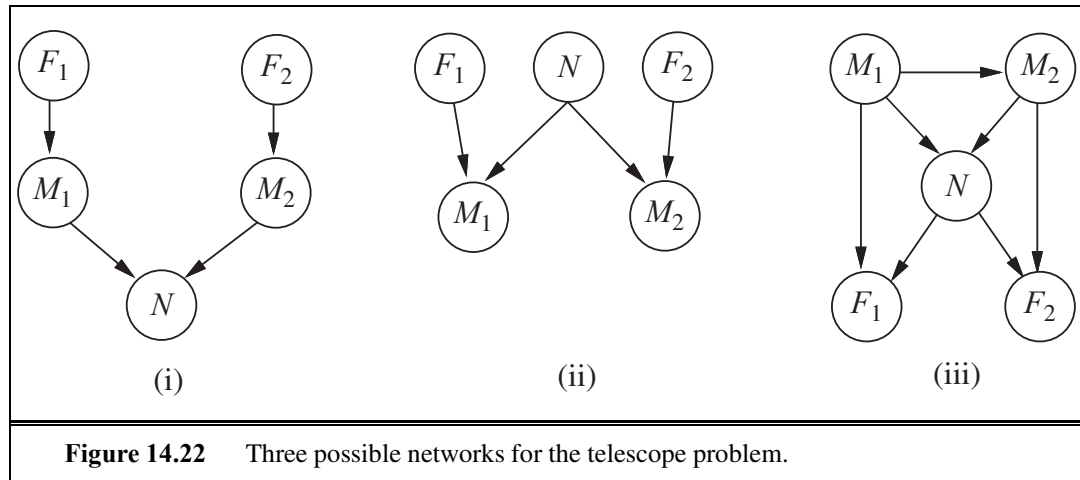 F1 F2 F1 N F2 M1 M2
M1 M2 M1 M2 N
N F1 F2
(i) (ii) (iii)
Figure 14.22 Three possible networks for the telescope problem.